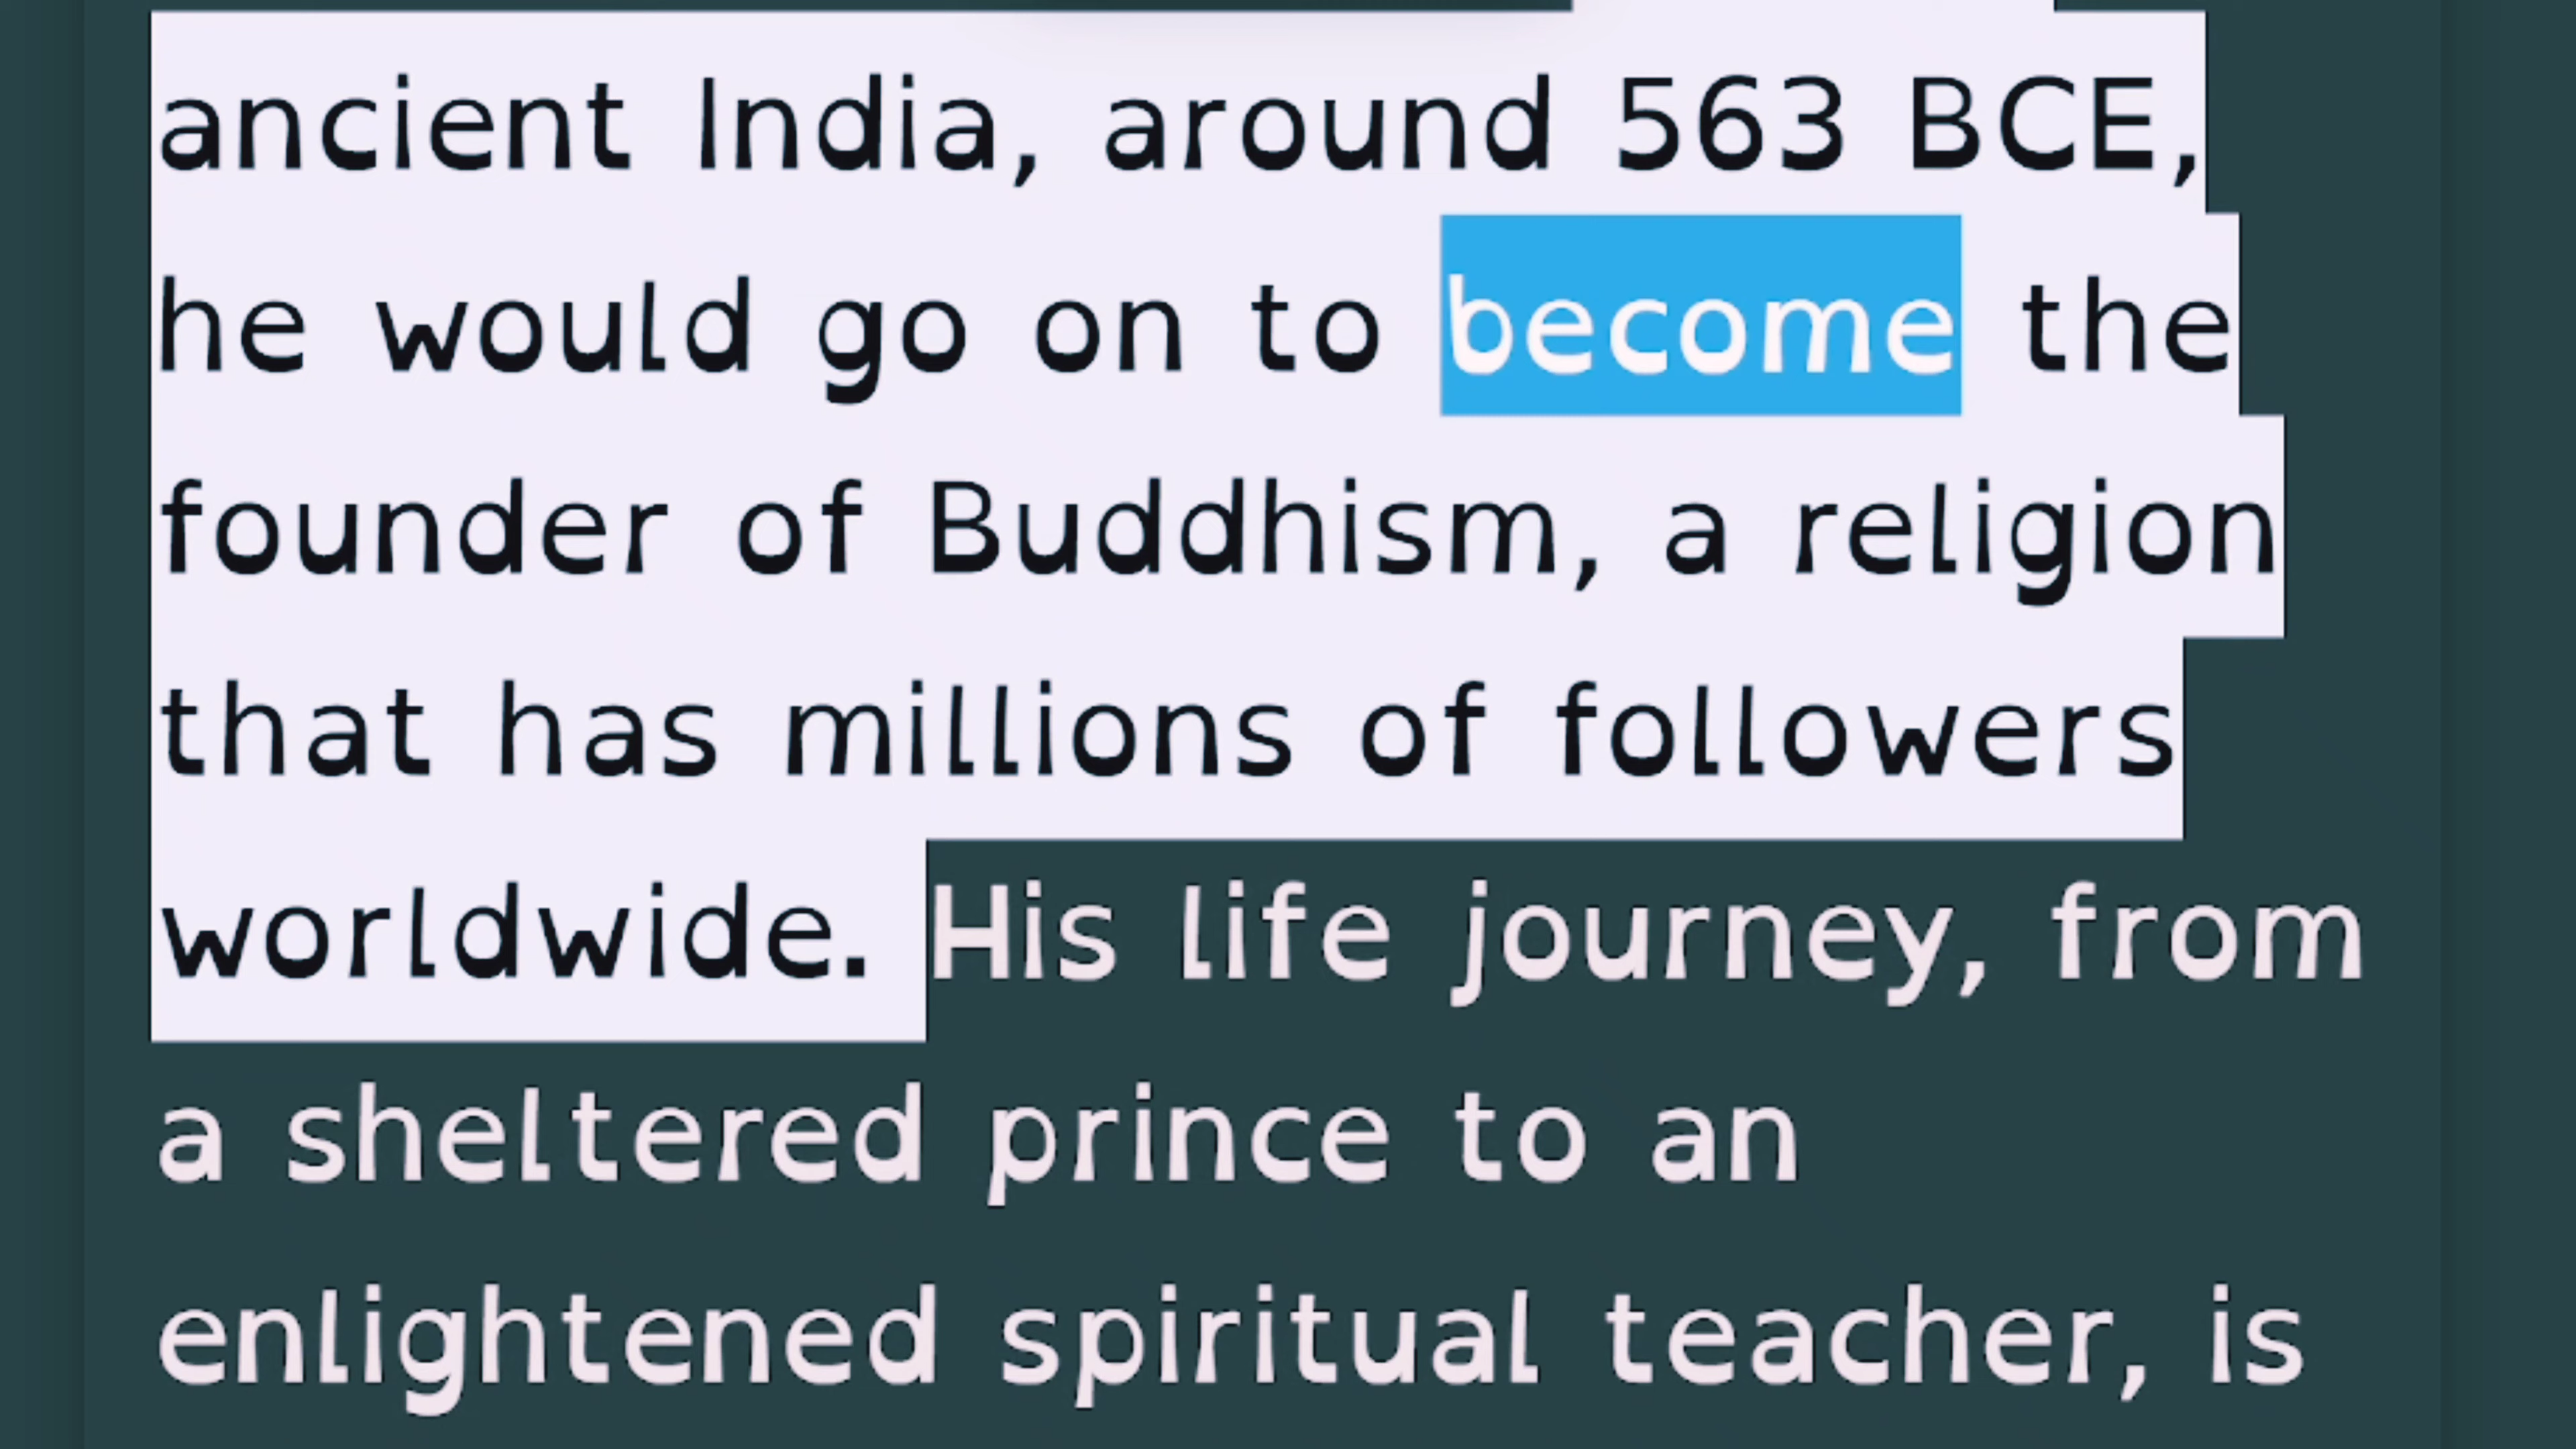 ancient India, around 563 BCE,
he would go on to become the
founder of Buddhism, a religion
that has millions of followers
worldwide. His life journey, from
a sheltered prince to an
enlightened spiritual teacher, is